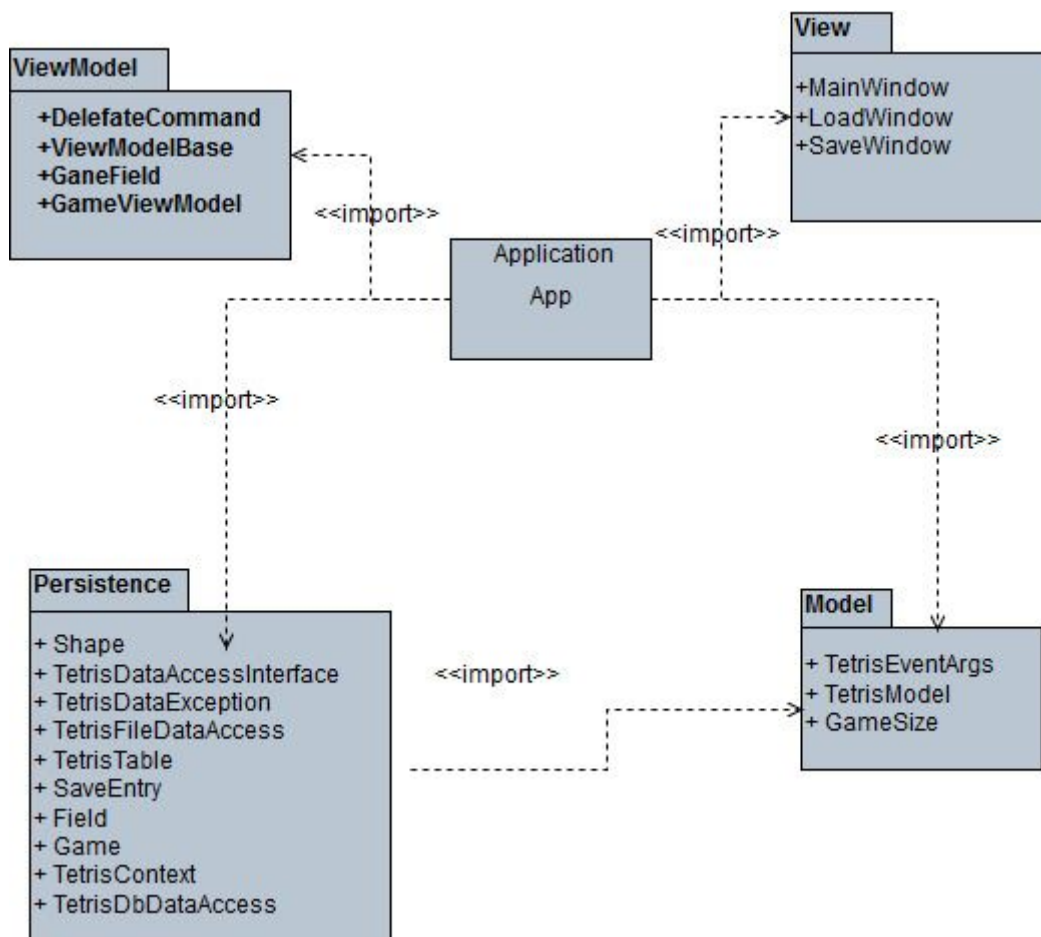 View
+MainWindow
+LoadWindow
+SaveWindow
ViewModel
+DelefateCommand
+ViewModelBase
+GaneField
+GameViewModel
<<import>>
<<import>>
Application
App
<<import>>
<<import>>
Persistence
+ Shape
+ TetrisDataAccessInterface
+ TetrisDataException
+ TetrisFileDataAccess
+ TetrisTable
+ SaveEntry
+ Field
+ Game
+ TetrisContext
+ TetrisDbDataAccess
<<import>>
Model
+ TetrisEventArgs
+ TetrisModel
+ GameSize